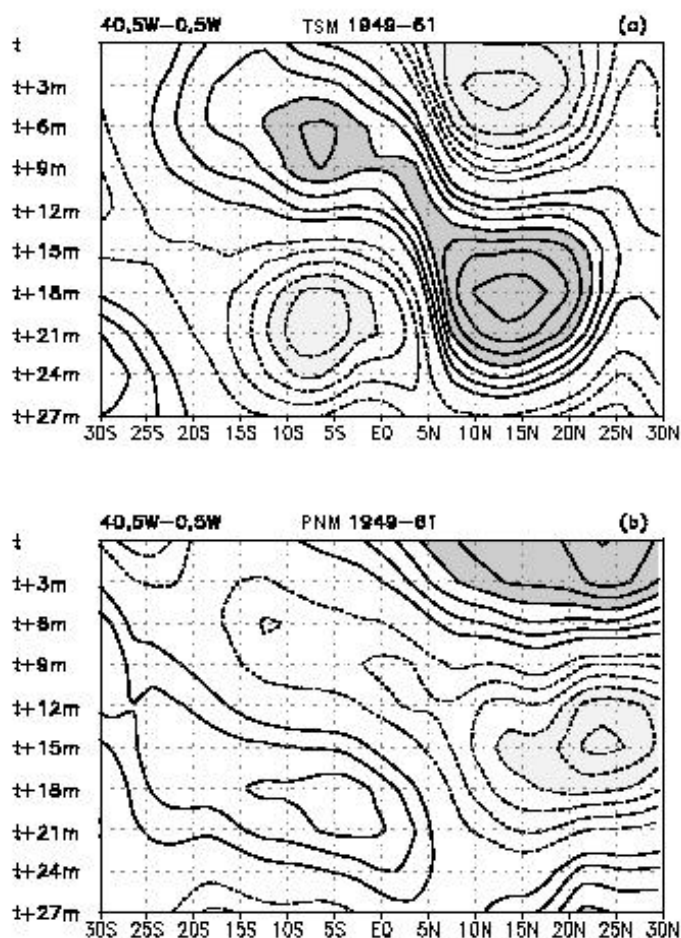 40,5W-0,5W TSM 1949-61 (a)
t
t+3m
t+6m
t+9m
t+12m
t+15m
t+18m
t+21m
t+24m
t+27m
30S 25S 20S 15S 10S 5S EQ 5N 10N 15N 20N 25N 30N
40,5W-0,5W PNM 1949-61 (b)
t
t+3m
t+6m
t+9m
t+12m
t+15m
t+18m
t+21m
t+24m
t+27m
30S 25S 20S 15S 10S 5S EQ 5N 10N 15N 20N 25N 30N